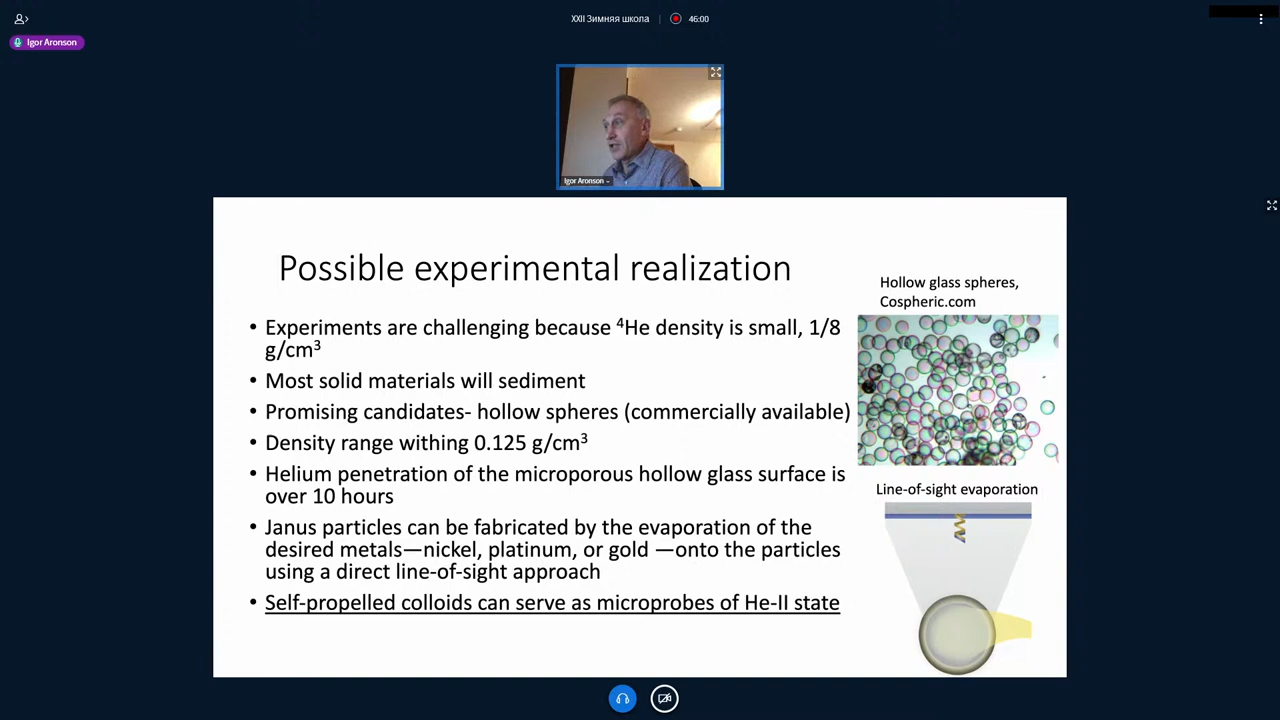 XXII Зимняя школа
46:00
Igor Aronson
Igor Aronson
Possible experimental realization
• Experiments are challenging because ⁴He density is small, 1/8
g/cm³
• Most solid materials will sediment
• Promising candidates- hollow spheres (commercially available)
• Density range withing 0.125 g/cm³
• Helium penetration of the microporous hollow glass surface is
over 10 hours
• Janus particles can be fabricated by the evaporation of the
desired metals—nickel, platinum, or gold —onto the particles
using a direct line-of-sight approach
• Self-propelled colloids can serve as microprobes of He-II state
Hollow glass spheres,
Cospheric.com
Line-of-sight evaporation